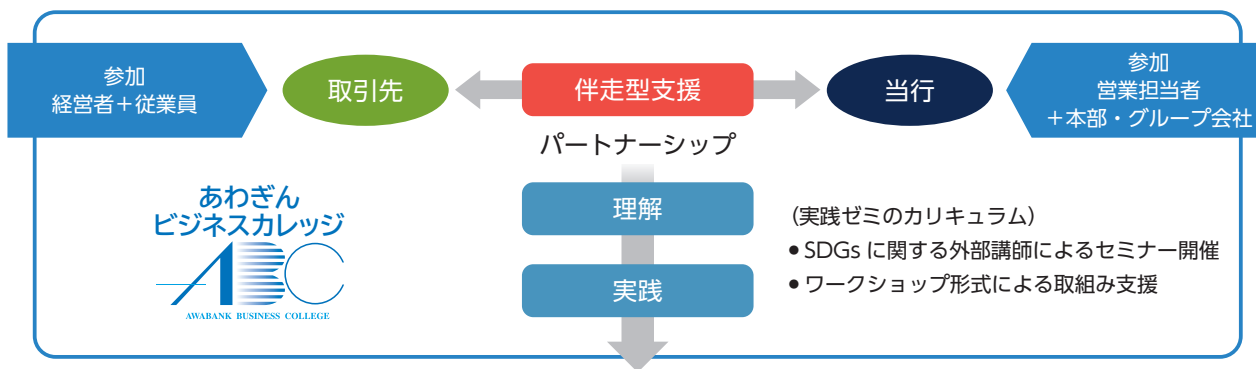 参加
経営者＋従業員
取引先
伴走型支援
当行
参加
営業担当者
＋本部・グループ会社
パートナーシップ
理解
実践
あわぎん
ビジネスカレッジ
ABC
AWABANK BUSINESS COLLEGE
（実践ゼミのカリキュラム）
●SDGsに関する外部講師によるセミナー開催
●ワークショップ形式による取組み支援